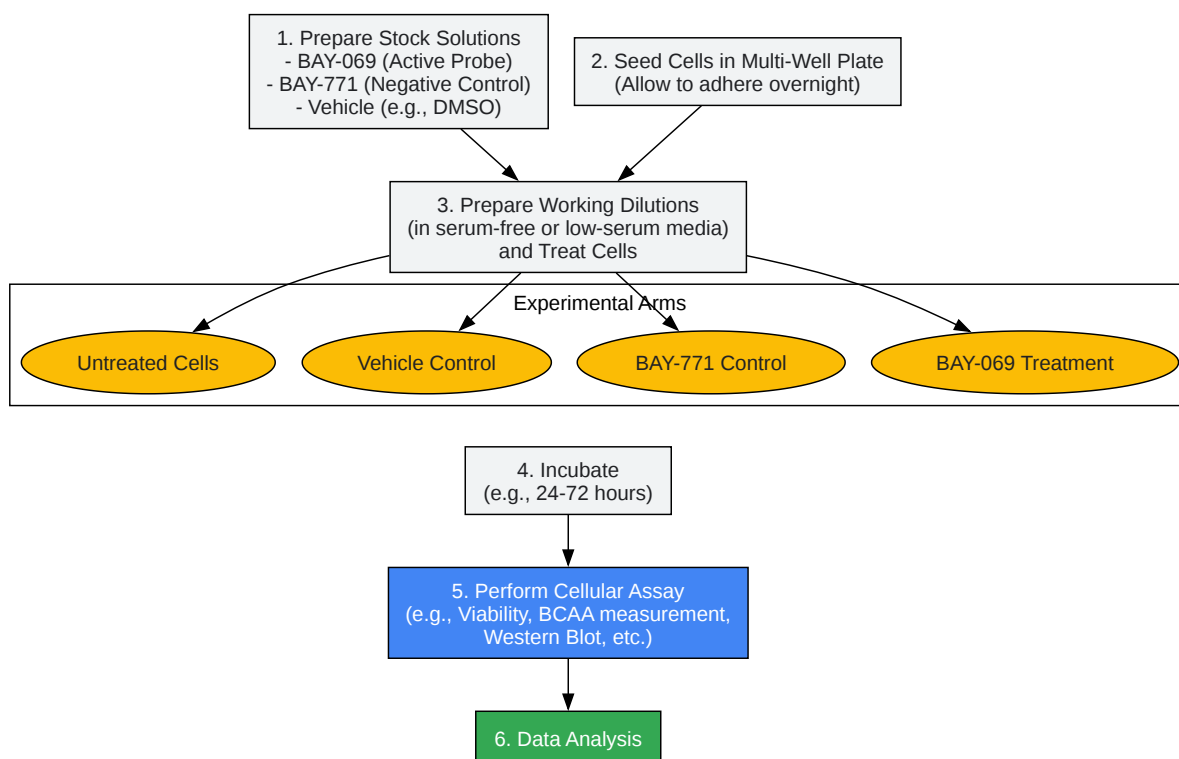 1. Prepare Stock Solutions
- BAY-069 (Active Probe)
- BAY-771 (Negative Control)
- Vehicle (e.g., DMSO)
2. Seed Cells in Multi-Well Plate
(Allow to adhere overnight)
3. Prepare Working Dilutions
(in serum-free or low-serum media)
and Treat Cells
Experimental Arms
Untreated Cells
Vehicle Control
BAY-771 Control
BAY-069 Treatment
4. Incubate
(e.g., 24-72 hours)
5. Perform Cellular Assay
(e.g., Viability, BCAA measurement,
Western Blot, etc.)
6. Data Analysis